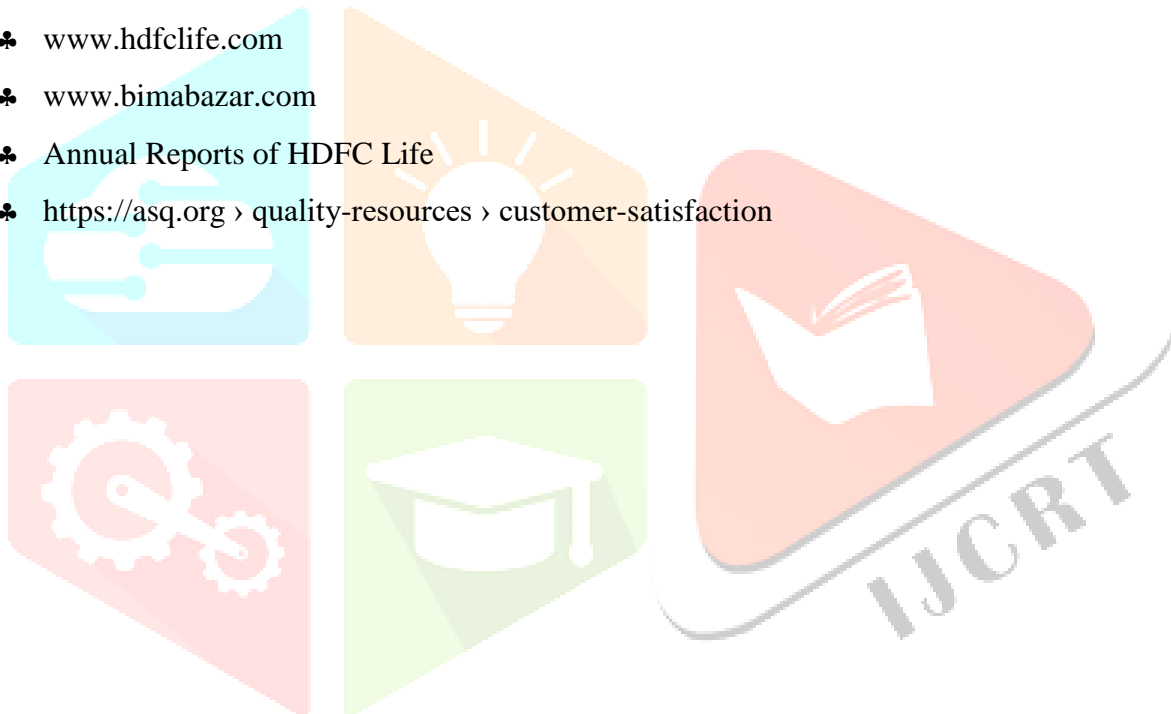 ♣ www.hdfclife.com
♣ www.bimabazar.com
♣ Annual Reports of HDFC Life
♣ https://asq.org › quality-resources › customer-satisfaction
IJCRT